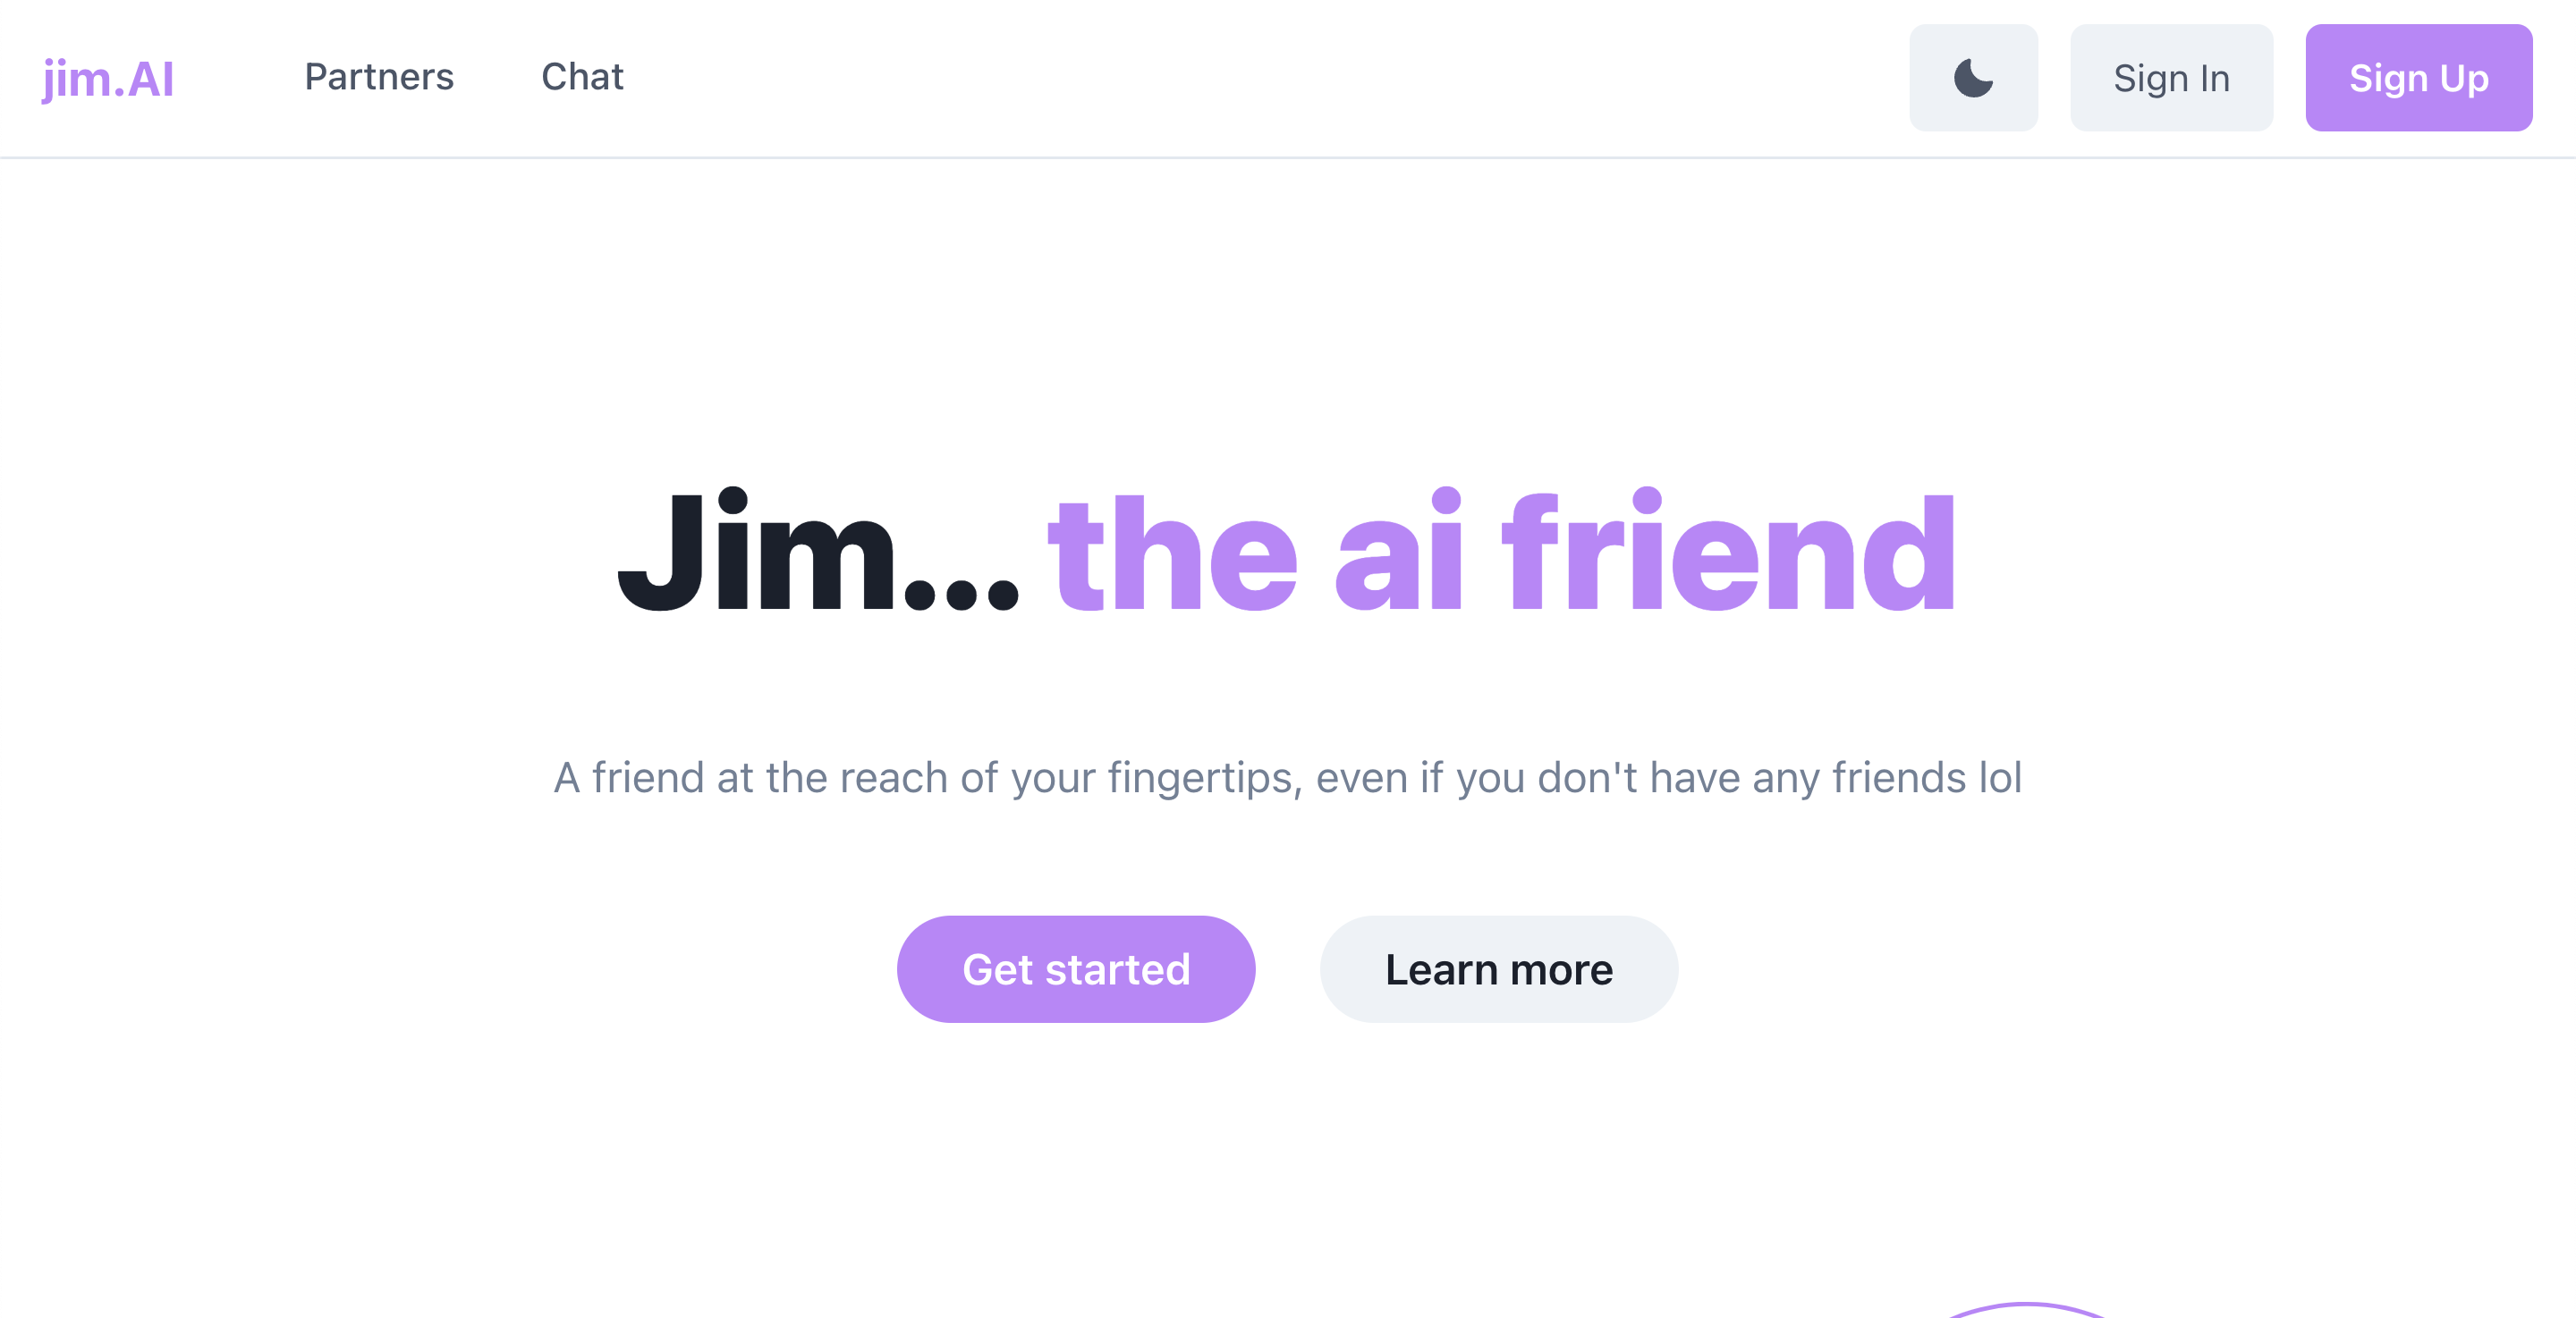 jim.AI Partners Chat Sign In Sign Up
Jim... the ai friend
A friend at the reach of your fingertips, even if you don't have any friends lol
Get started Learn more